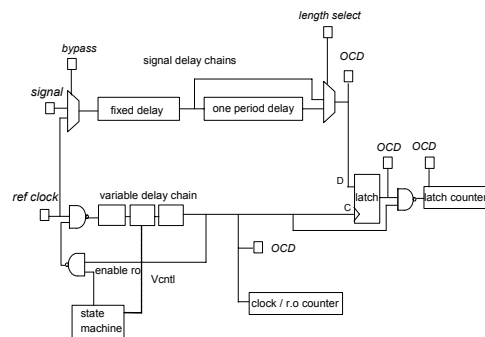 length select
bypass
signal delay chains
OCD
signal
fixed delay
one period delay
OCD
OCD
D
ref clock
variable delay chain
latch
latch counter
C
OCD
enable ro
Vcntl
clock / r.o counter
state
machine